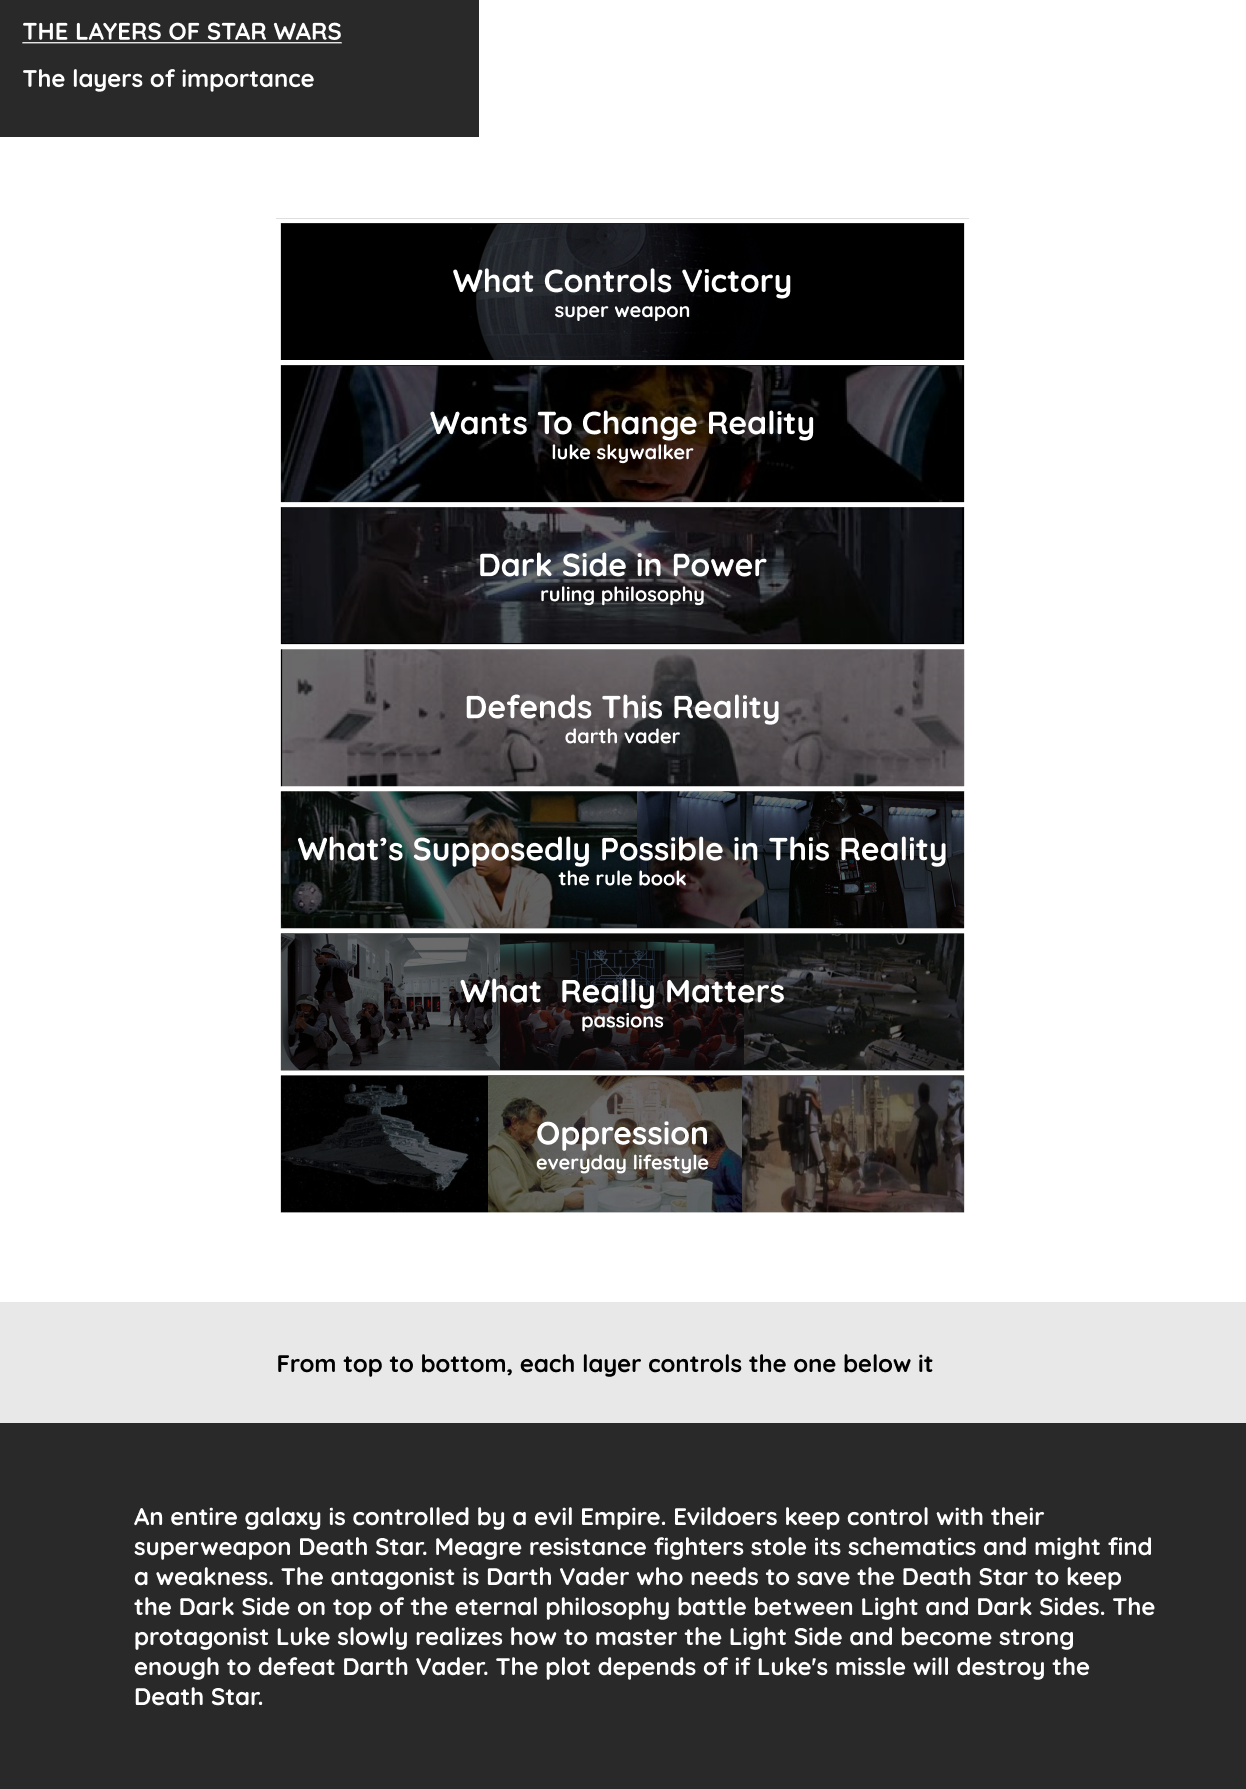 THE LAYERS OF STAR WARS
The layers of importance
What Controls Victory
super weapon
Wants To Change Reality
luke skywalker
Dark Side in Power
ruling philosophy
Defends This Reality
darth vader
What’s Supposedly Possible in This Reality
the rule book
What  Really Matters
passions
Oppression
everyday lifestyle
From top to bottom, each layer controls the one below it
An entire galaxy is controlled by a evil Empire. Evildoers keep control with their
superweapon Death Star. Meagre resistance fighters stole its schematics and might find
a weakness. The antagonist is Darth Vader who needs to save the Death Star to keep
the Dark Side on top of the eternal philosophy battle between Light and Dark Sides. The
protagonist Luke slowly realizes how to master the Light Side and become strong
enough to defeat Darth Vader. The plot depends of if Luke's missle will destroy the
Death Star.